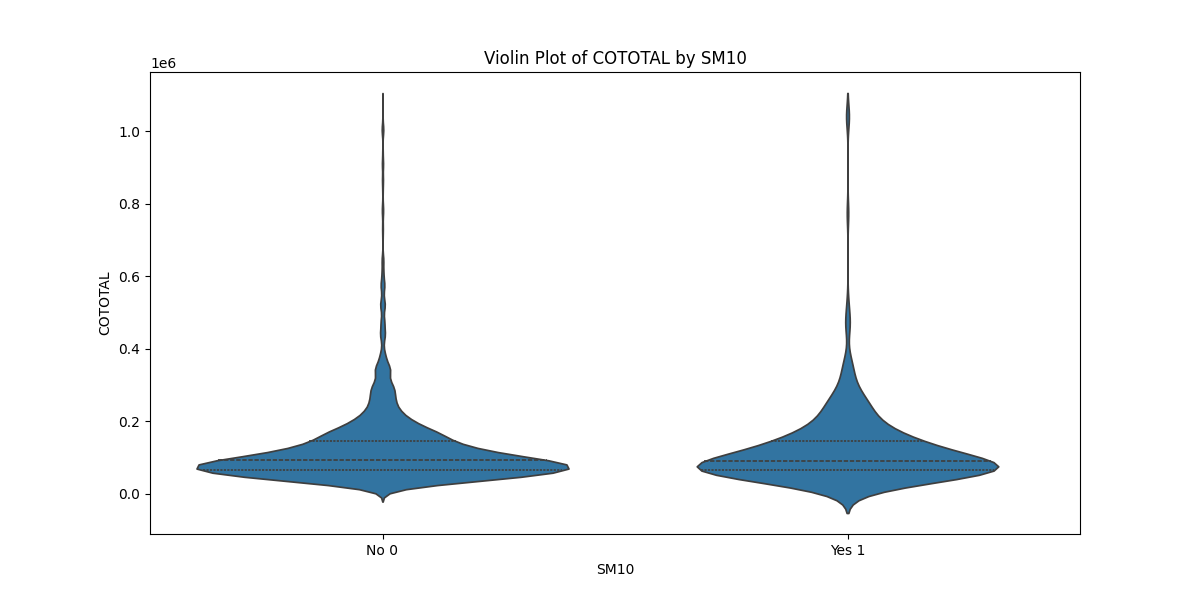 Violin Plot of COTOTAL by SM10
1e6
1.0
0.8
0.6
0.4
0.2
0.0
COTOTAL
No 0
Yes 1
SM10